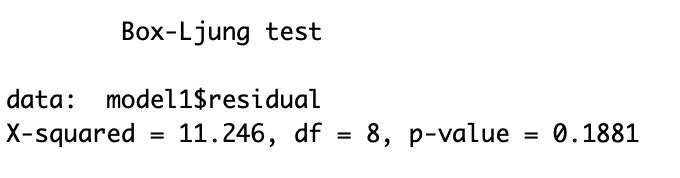 Box-Ljung test
data:  model1$residual
X-squared = 11.246, df = 8, p-value = 0.1881